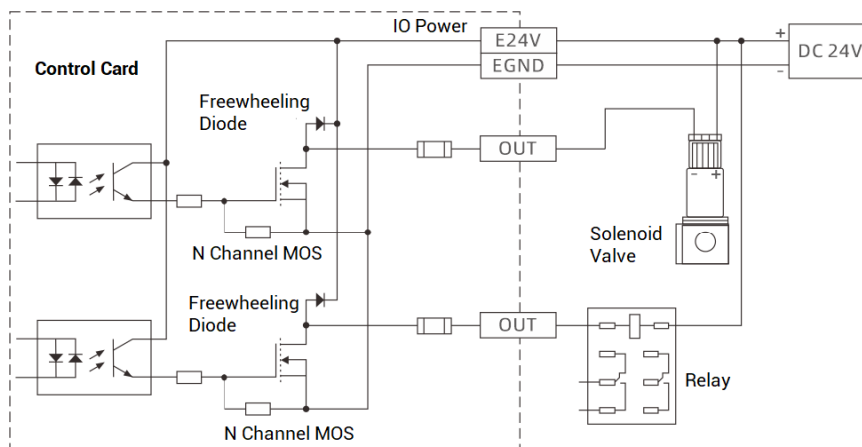 IO Power
E24V
+
DC 24V
EGND
-
Control Card
Freewheeling
Diode
OUT
- +
Solenoid
Valve
N Channel MOS
Freewheeling
Diode
OUT
Relay
N Channel MOS